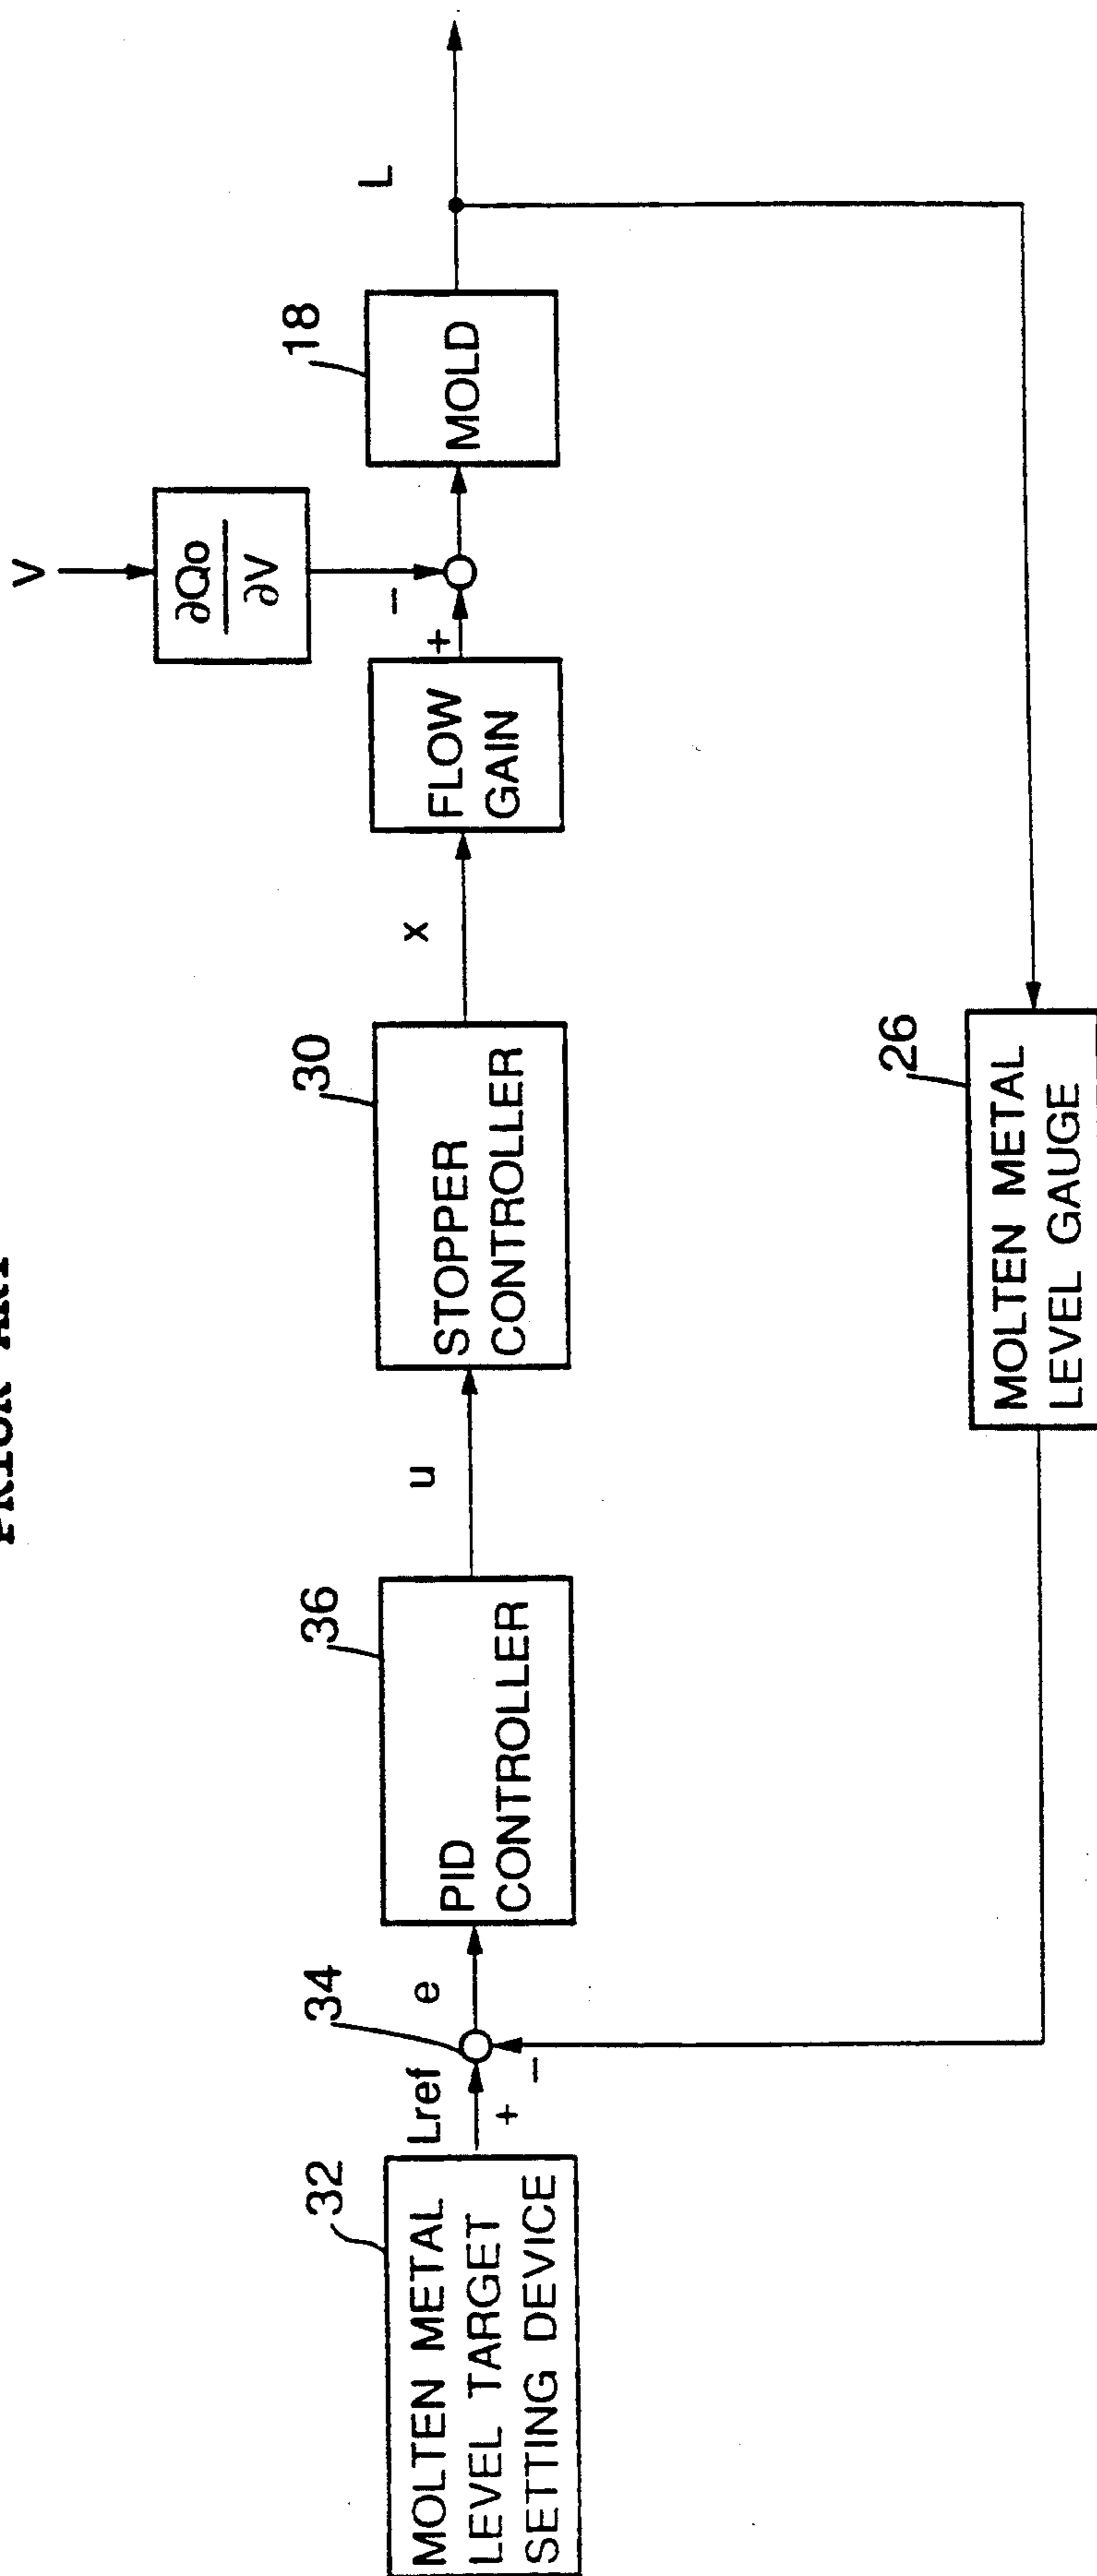 PRIOR ART
32
MOLTEN METAL
LEVEL TARGET
SETTING DEVICE
Lref
+
−
34
e
36
PID
CONTROLLER
u
30
STOPPER
CONTROLLER
x
FLOW
GAIN
+
−
V
∂Qo
∂V
18
MOLD
L
26
MOLTEN METAL
LEVEL GAUGE